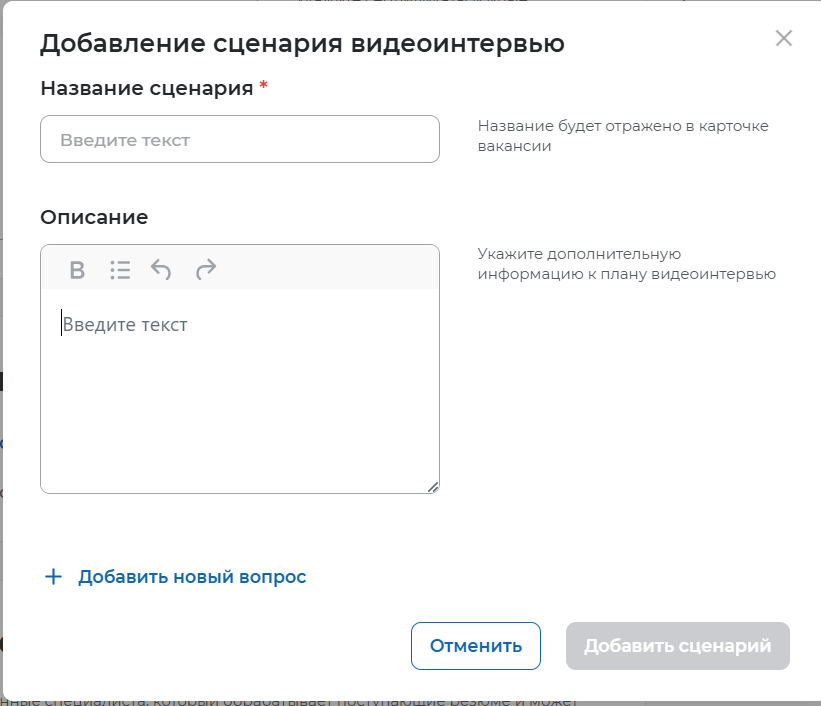 Добавление сценария видеоинтервью
Название сценария *
Введите текст
Название будет отражено в карточке
вакансии
Описание
B
Укажите дополнительную
информацию к плану видеоинтервью
Введите текст
+ Добавить новый вопрос
Отменить
Добавить сценарий
нные специалиста, который обрабатывает поступающие резюме и может